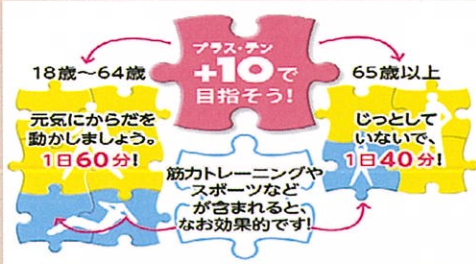 プラス・テン
+10で
目指そう!
18歳～64歳
元気にからだを
動かしましょう。
1日60分!
65歳以上
じっとして
いないで、
1日40分!
筋力トレーニングや
スポーツなど
が含まれると、
なお効果的です!